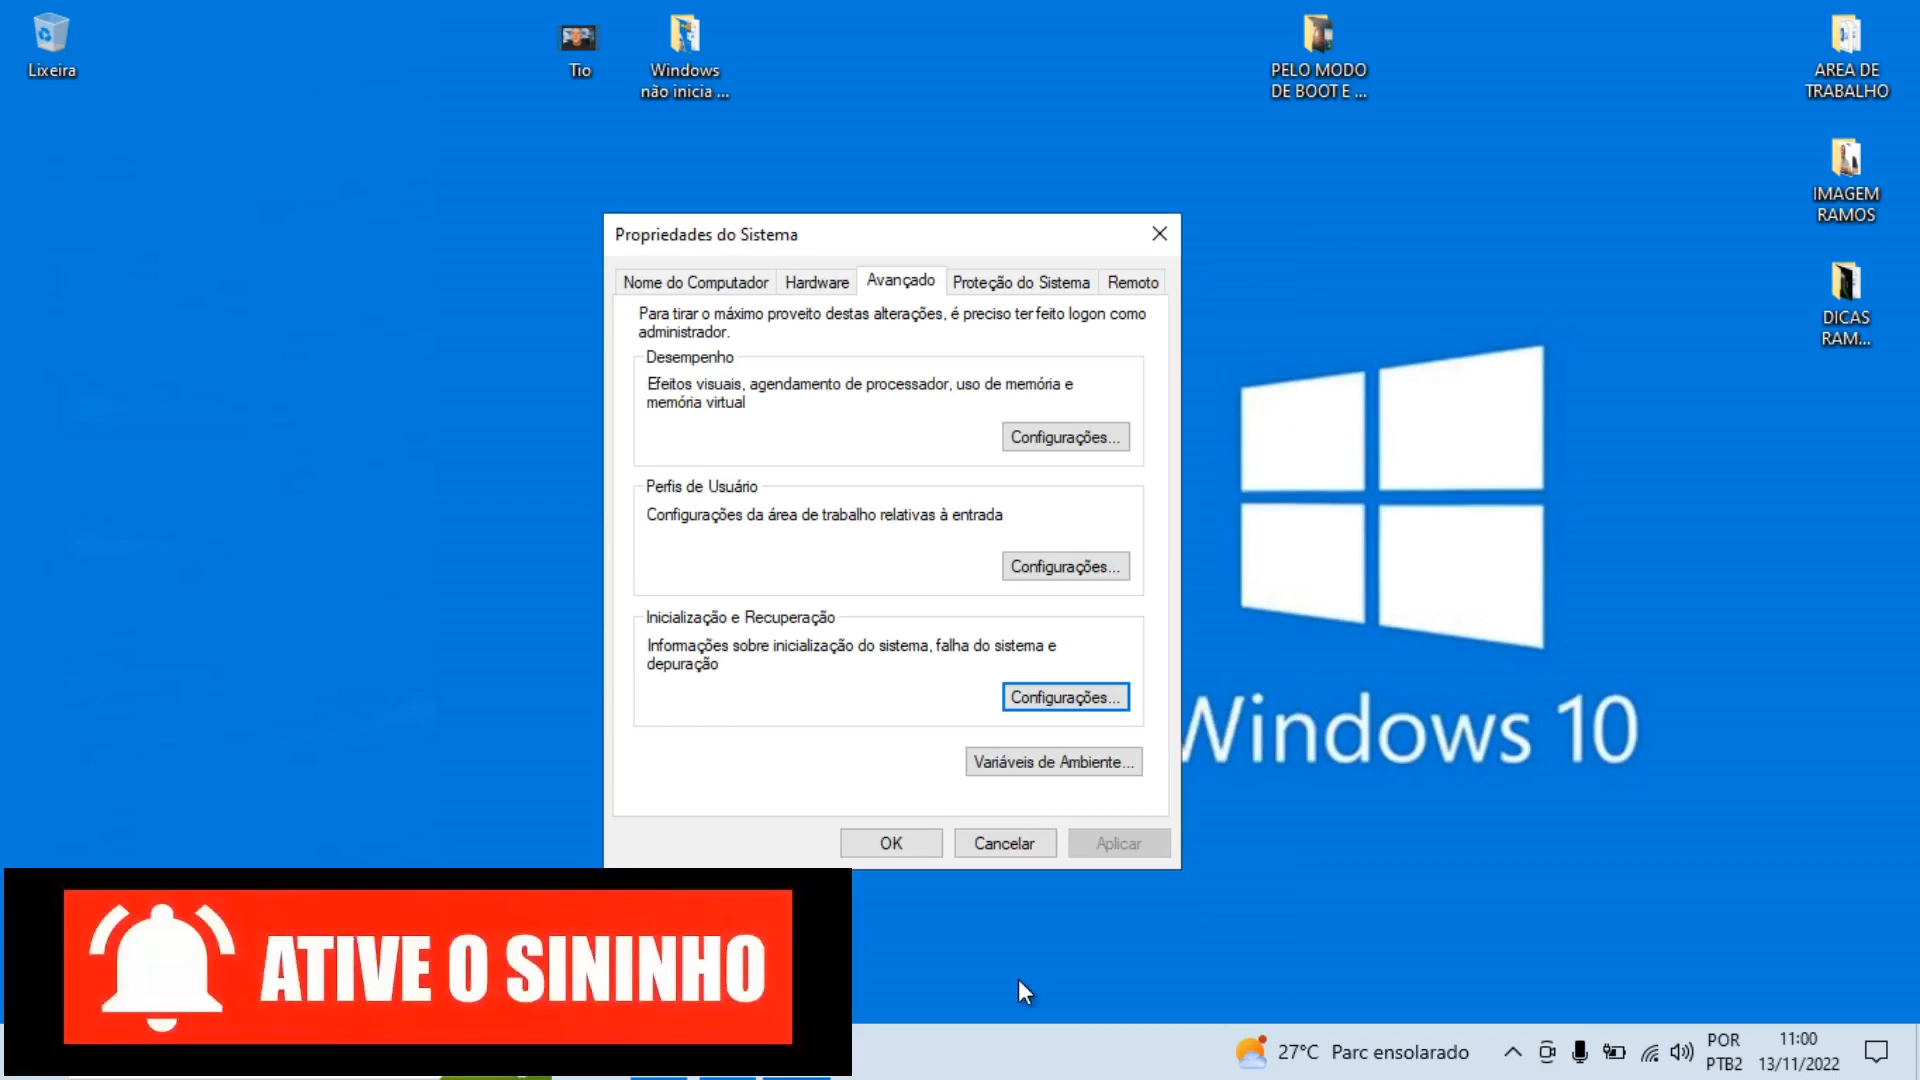 Lixeira
Tio
Windows
não inicia ...
PELO MODO
DE BOOT E ...
AREA DE
TRABALHO
IMAGEM
RAMOS
DICAS
RAM...
Propriedades do Sistema
Nome do Computador
Hardware
Avançado
Proteção do Sistema
Remoto
Para tirar o máximo proveito destas alterações, é preciso ter feito logon como
administrador.
Desempenho
Efeitos visuais, agendamento de processador, uso de memória e
memória virtual
Configurações...
Perfis de Usuário
Configurações da área de trabalho relativas à entrada
Configurações...
Inicialização e Recuperação
Informações sobre inicialização do sistema, falha do sistema e
depuração
Configurações...
Variáveis de Ambiente...
OK
Cancelar
Aplicar
Windows 10
ATIVE O SININHO
27°C Parc ensolarado
POR
PTB2
11:00
13/11/2022